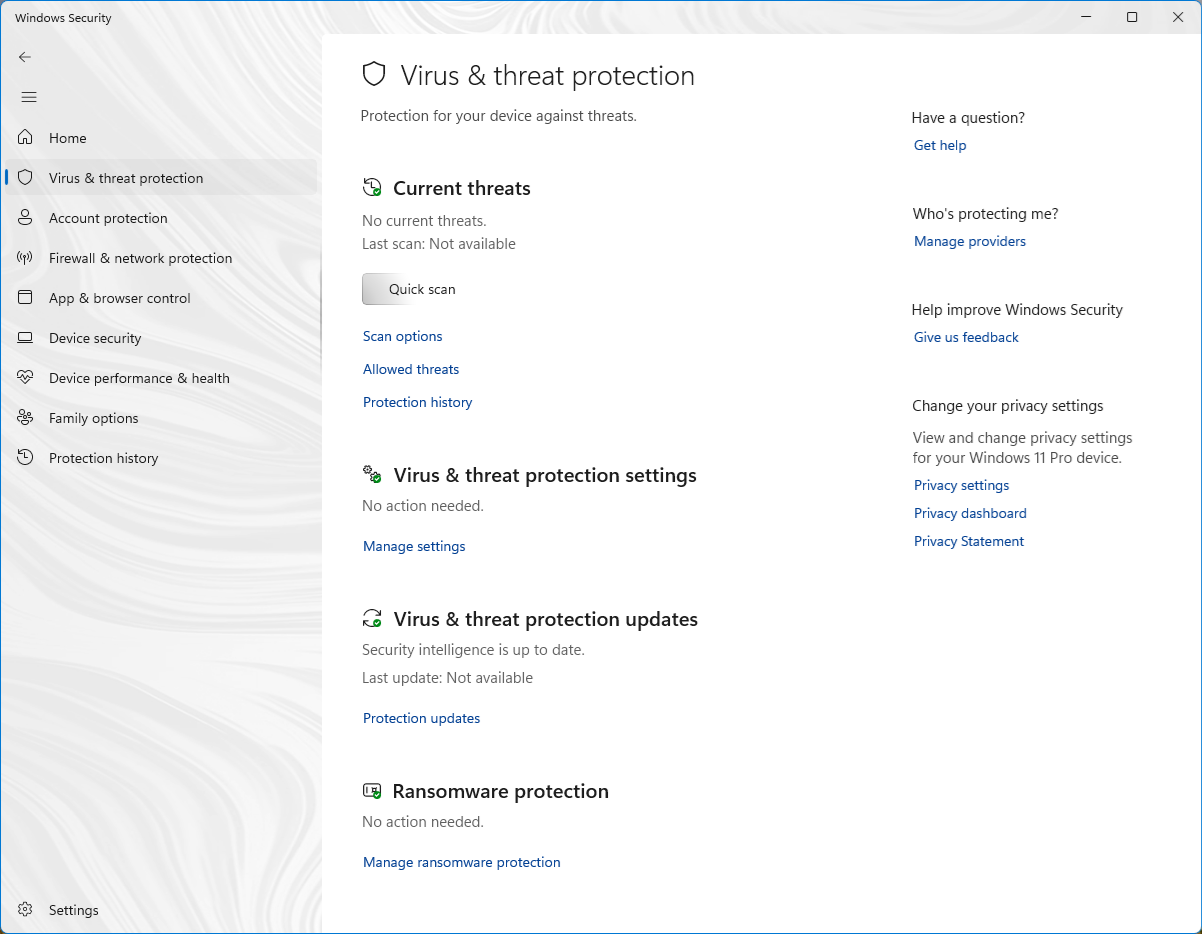 Windows Security
Home
Virus & threat protection
Account protection
Firewall & network protection
App & browser control
Device security
Device performance & health
Family options
Protection history
Settings
Virus & threat protection
Protection for your device against threats.
Current threats
No current threats.
Last scan: Not available
Quick scan
Scan options
Allowed threats
Protection history
Virus & threat protection settings
No action needed.
Manage settings
Virus & threat protection updates
Security intelligence is up to date.
Last update: Not available
Protection updates
Ransomware protection
No action needed.
Manage ransomware protection
Have a question?
Get help
Who's protecting me?
Manage providers
Help improve Windows Security
Give us feedback
Change your privacy settings
View and change privacy settings
for your Windows 11 Pro device.
Privacy settings
Privacy dashboard
Privacy Statement